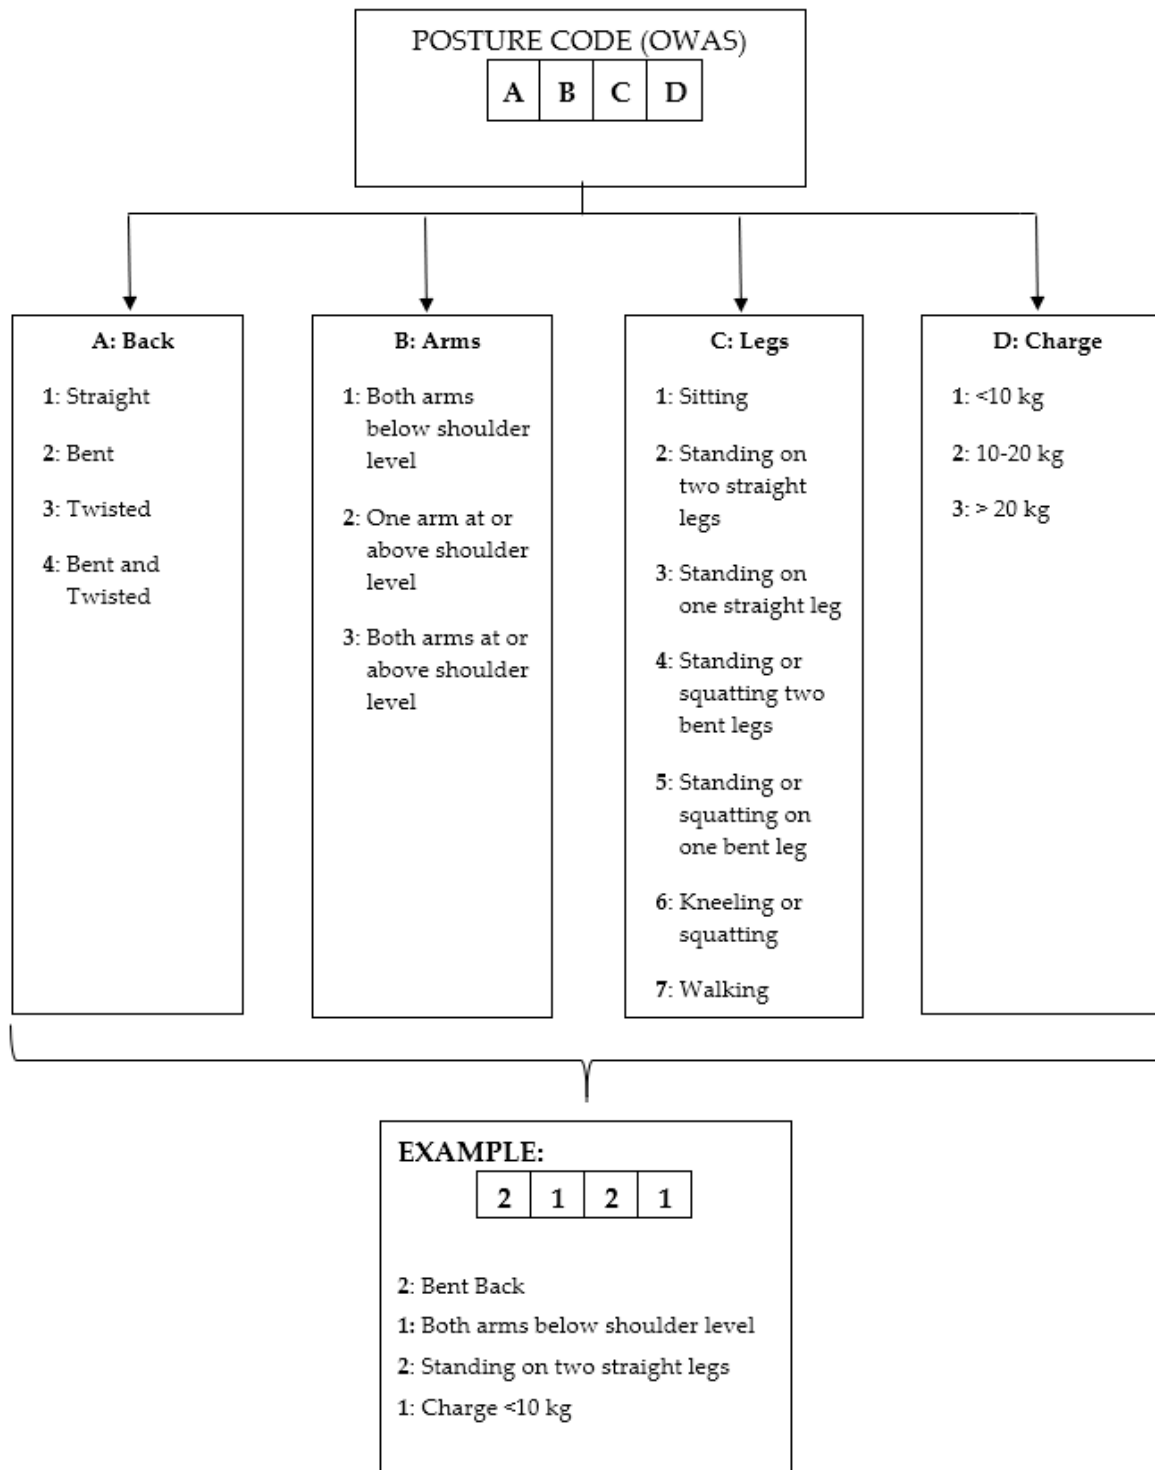 POSTURE CODE (OWAS)
A B C D
A: Back
1: Straight
2: Bent
3: Twisted
4: Bent and
Twisted
B: Arms
1: Both arms
below shoulder
level
2: One arm at or
above shoulder
level
3: Both arms at or
above shoulder
level
C: Legs
1: Sitting
2: Standing on
two straight
legs
3: Standing on
one straight leg
4: Standing or
squatting two
bent legs
5: Standing or
squatting on
one bent leg
6: Kneeling or
squatting
7: Walking
D: Charge
1: <10 kg
2: 10-20 kg
3: > 20 kg
EXAMPLE:
2 1 2 1
2: Bent Back
1: Both arms below shoulder level
2: Standing on two straight legs
1: Charge <10 kg